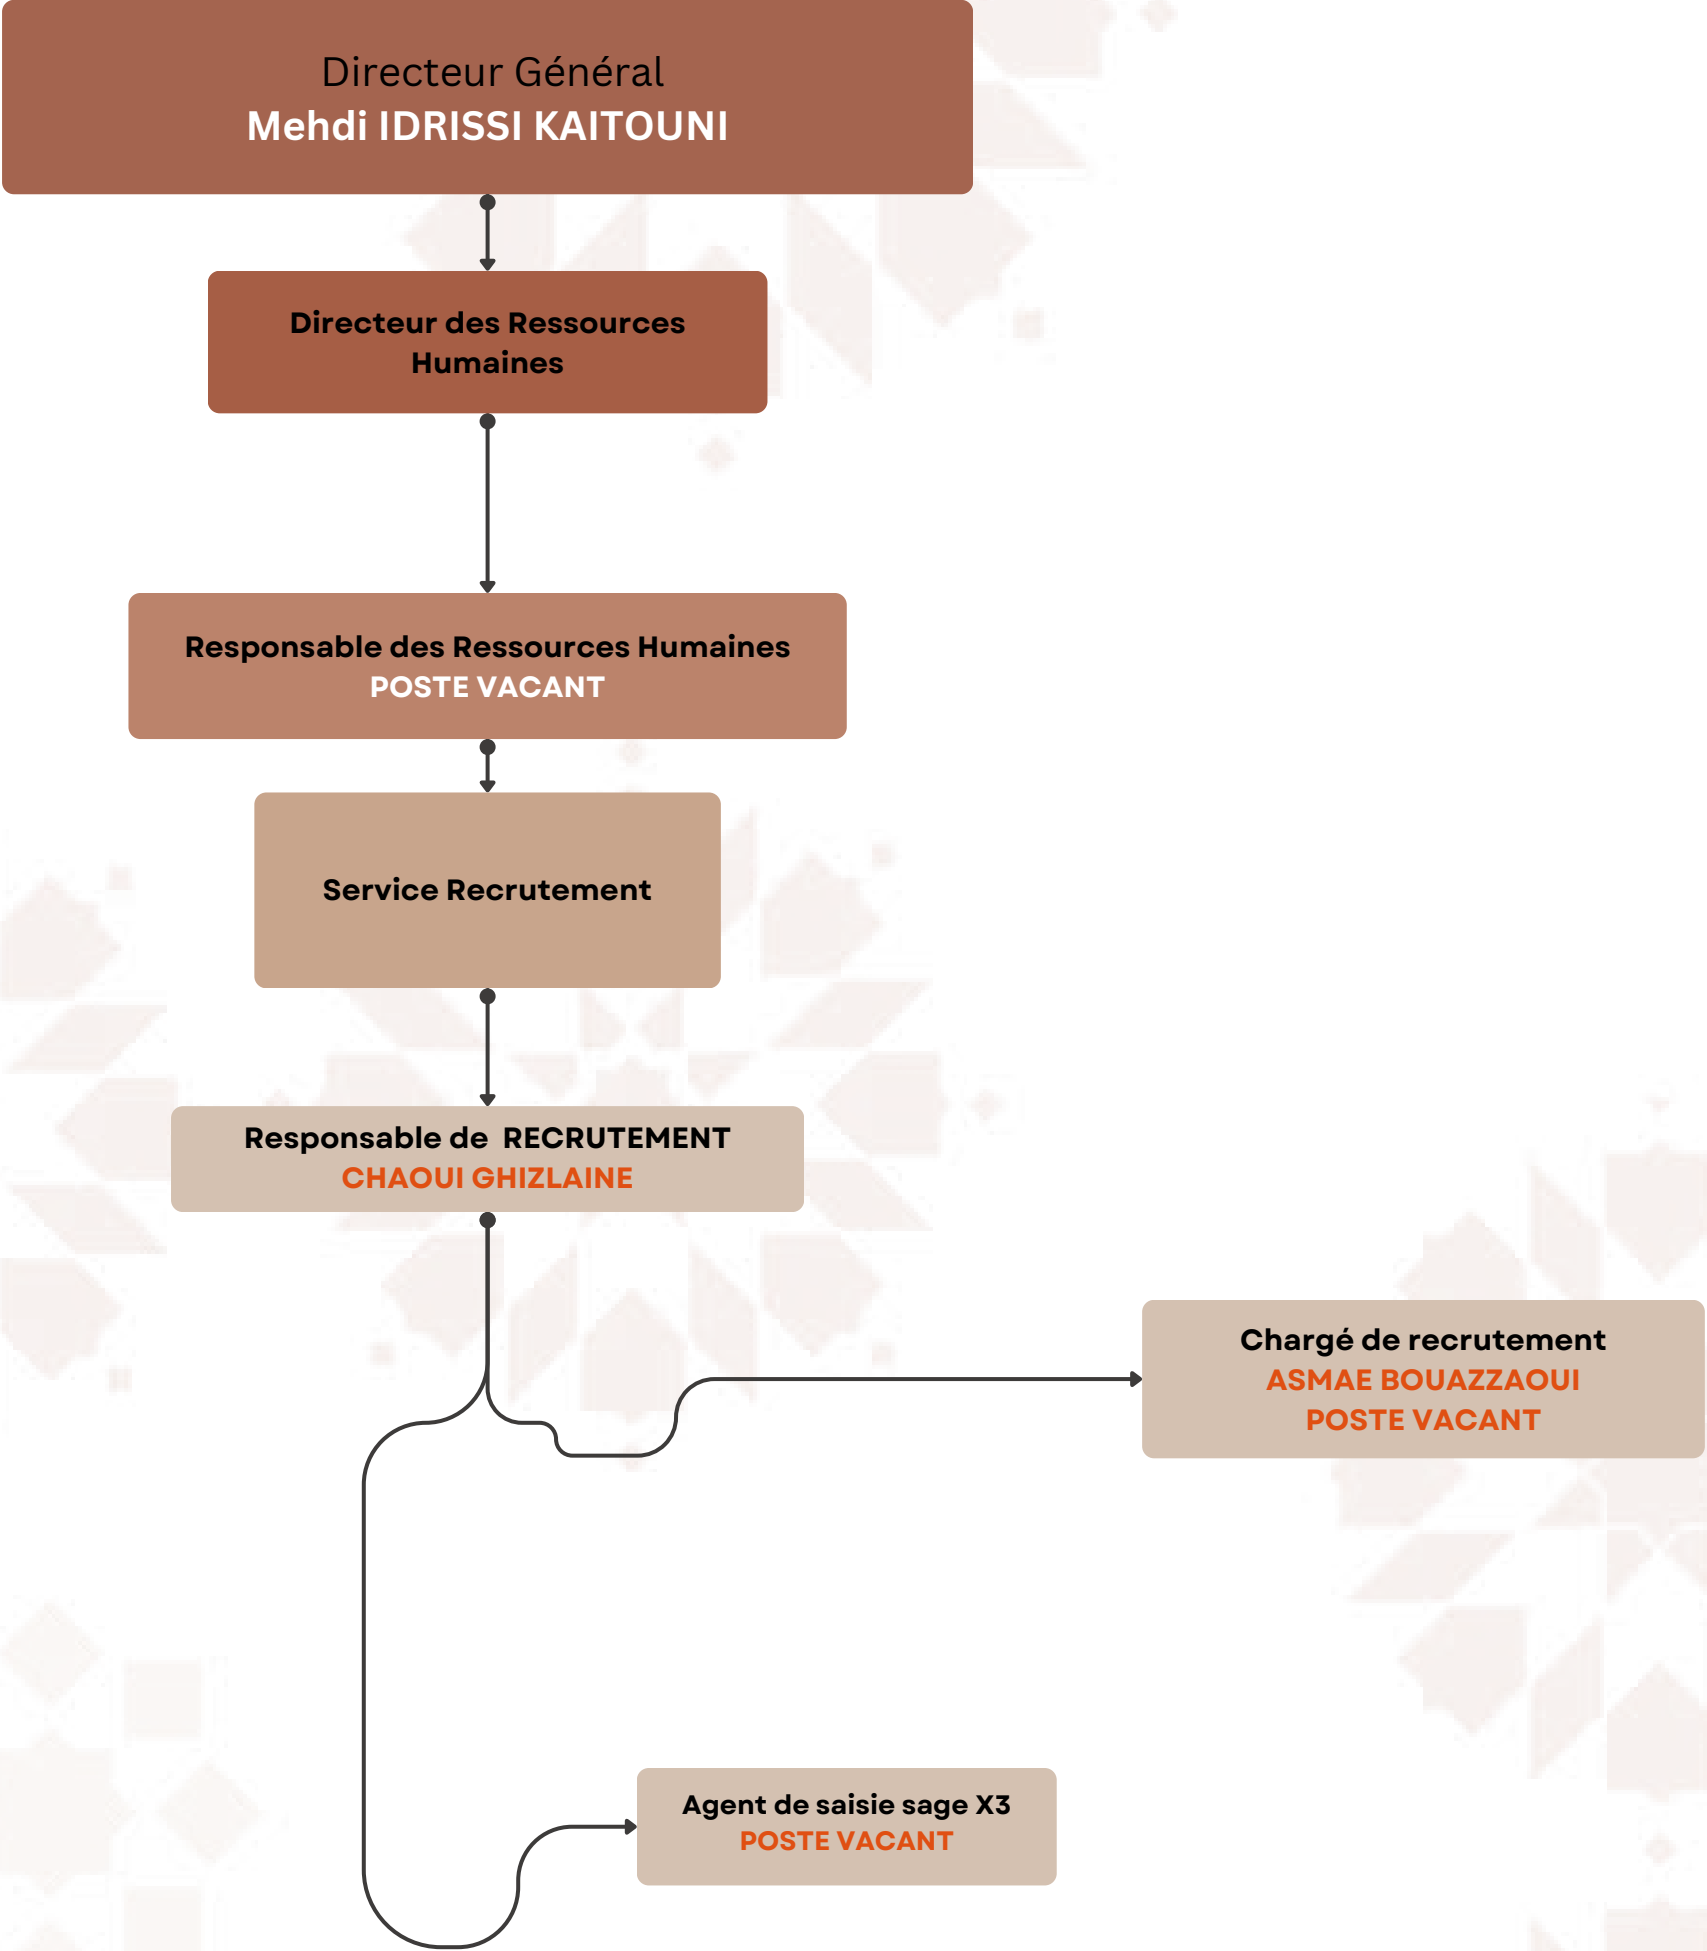 Directeur Général
Mehdi IDRISSI KAITOUNI
Directeur des Ressources
Humaines
Responsable des Ressources Humaines
POSTE VACANT
Service Recrutement
Responsable de  RECRUTEMENT
CHAOUI GHIZLAINE
Chargé de recrutement
ASMAE BOUAZZAOUI
POSTE VACANT
Agent de saisie sage X3
POSTE VACANT